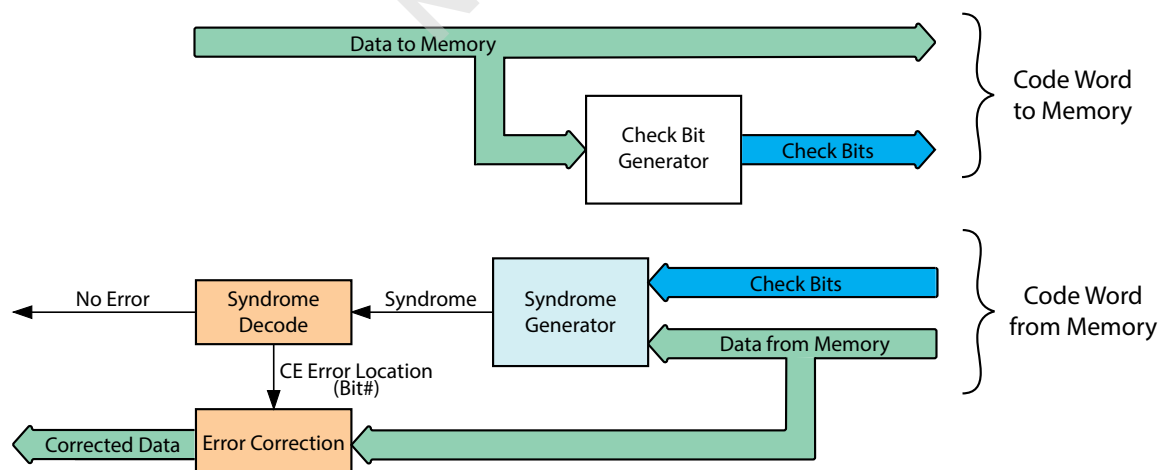 Data to Memory
Code Word
to Memory
Check Bit
Generator
Check Bits
Code Word
from Memory
Check Bits
Syndrome
Generator
Syndrome
Syndrome
Decode
No Error
Data from Memory
CE Error Location
(Bit#)
Error Correction
Corrected Data